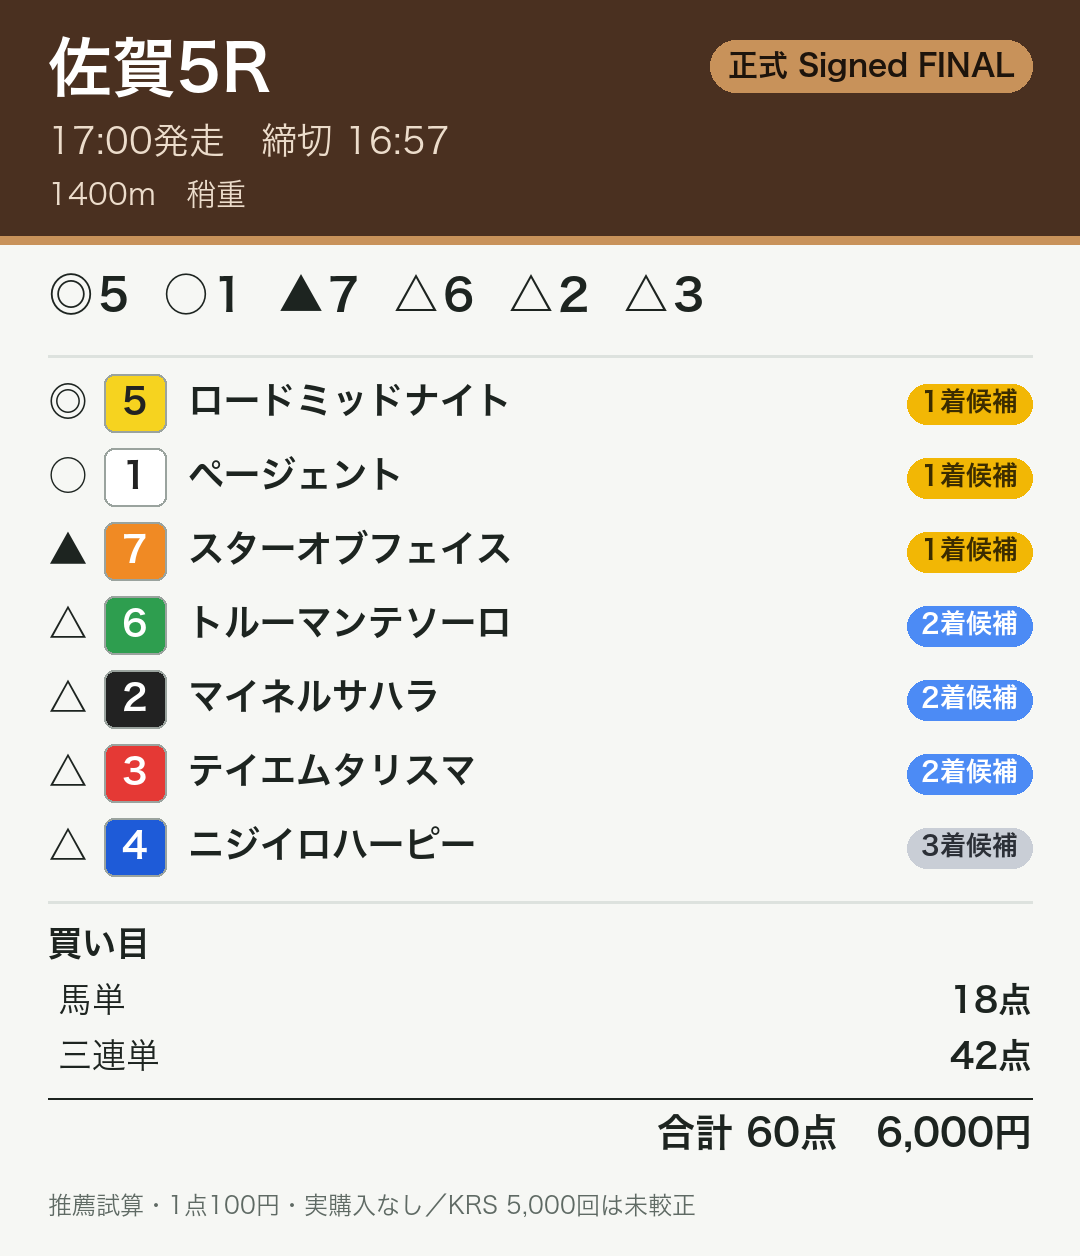 佐賀5R
正式 Signed FINAL
17:00発走　締切 16:57
1400m　稍重
◎5 ○1 ▲7 △6 △2 △3
◎ 5 ロードミッドナイト 1着候補
○ 1 ページェント 1着候補
▲ 7 スターオブフェイス 1着候補
△ 6 トルーマンテソーロ 2着候補
△ 2 マイネルサハラ 2着候補
△ 3 テイエムタリスマ 2着候補
△ 4 ニジイロハーピー 3着候補
買い目
馬単 18点
三連単 42点
合計 60点　6,000円
推薦試算・1点100円・実購入なし／KRS 5,000回は未較正